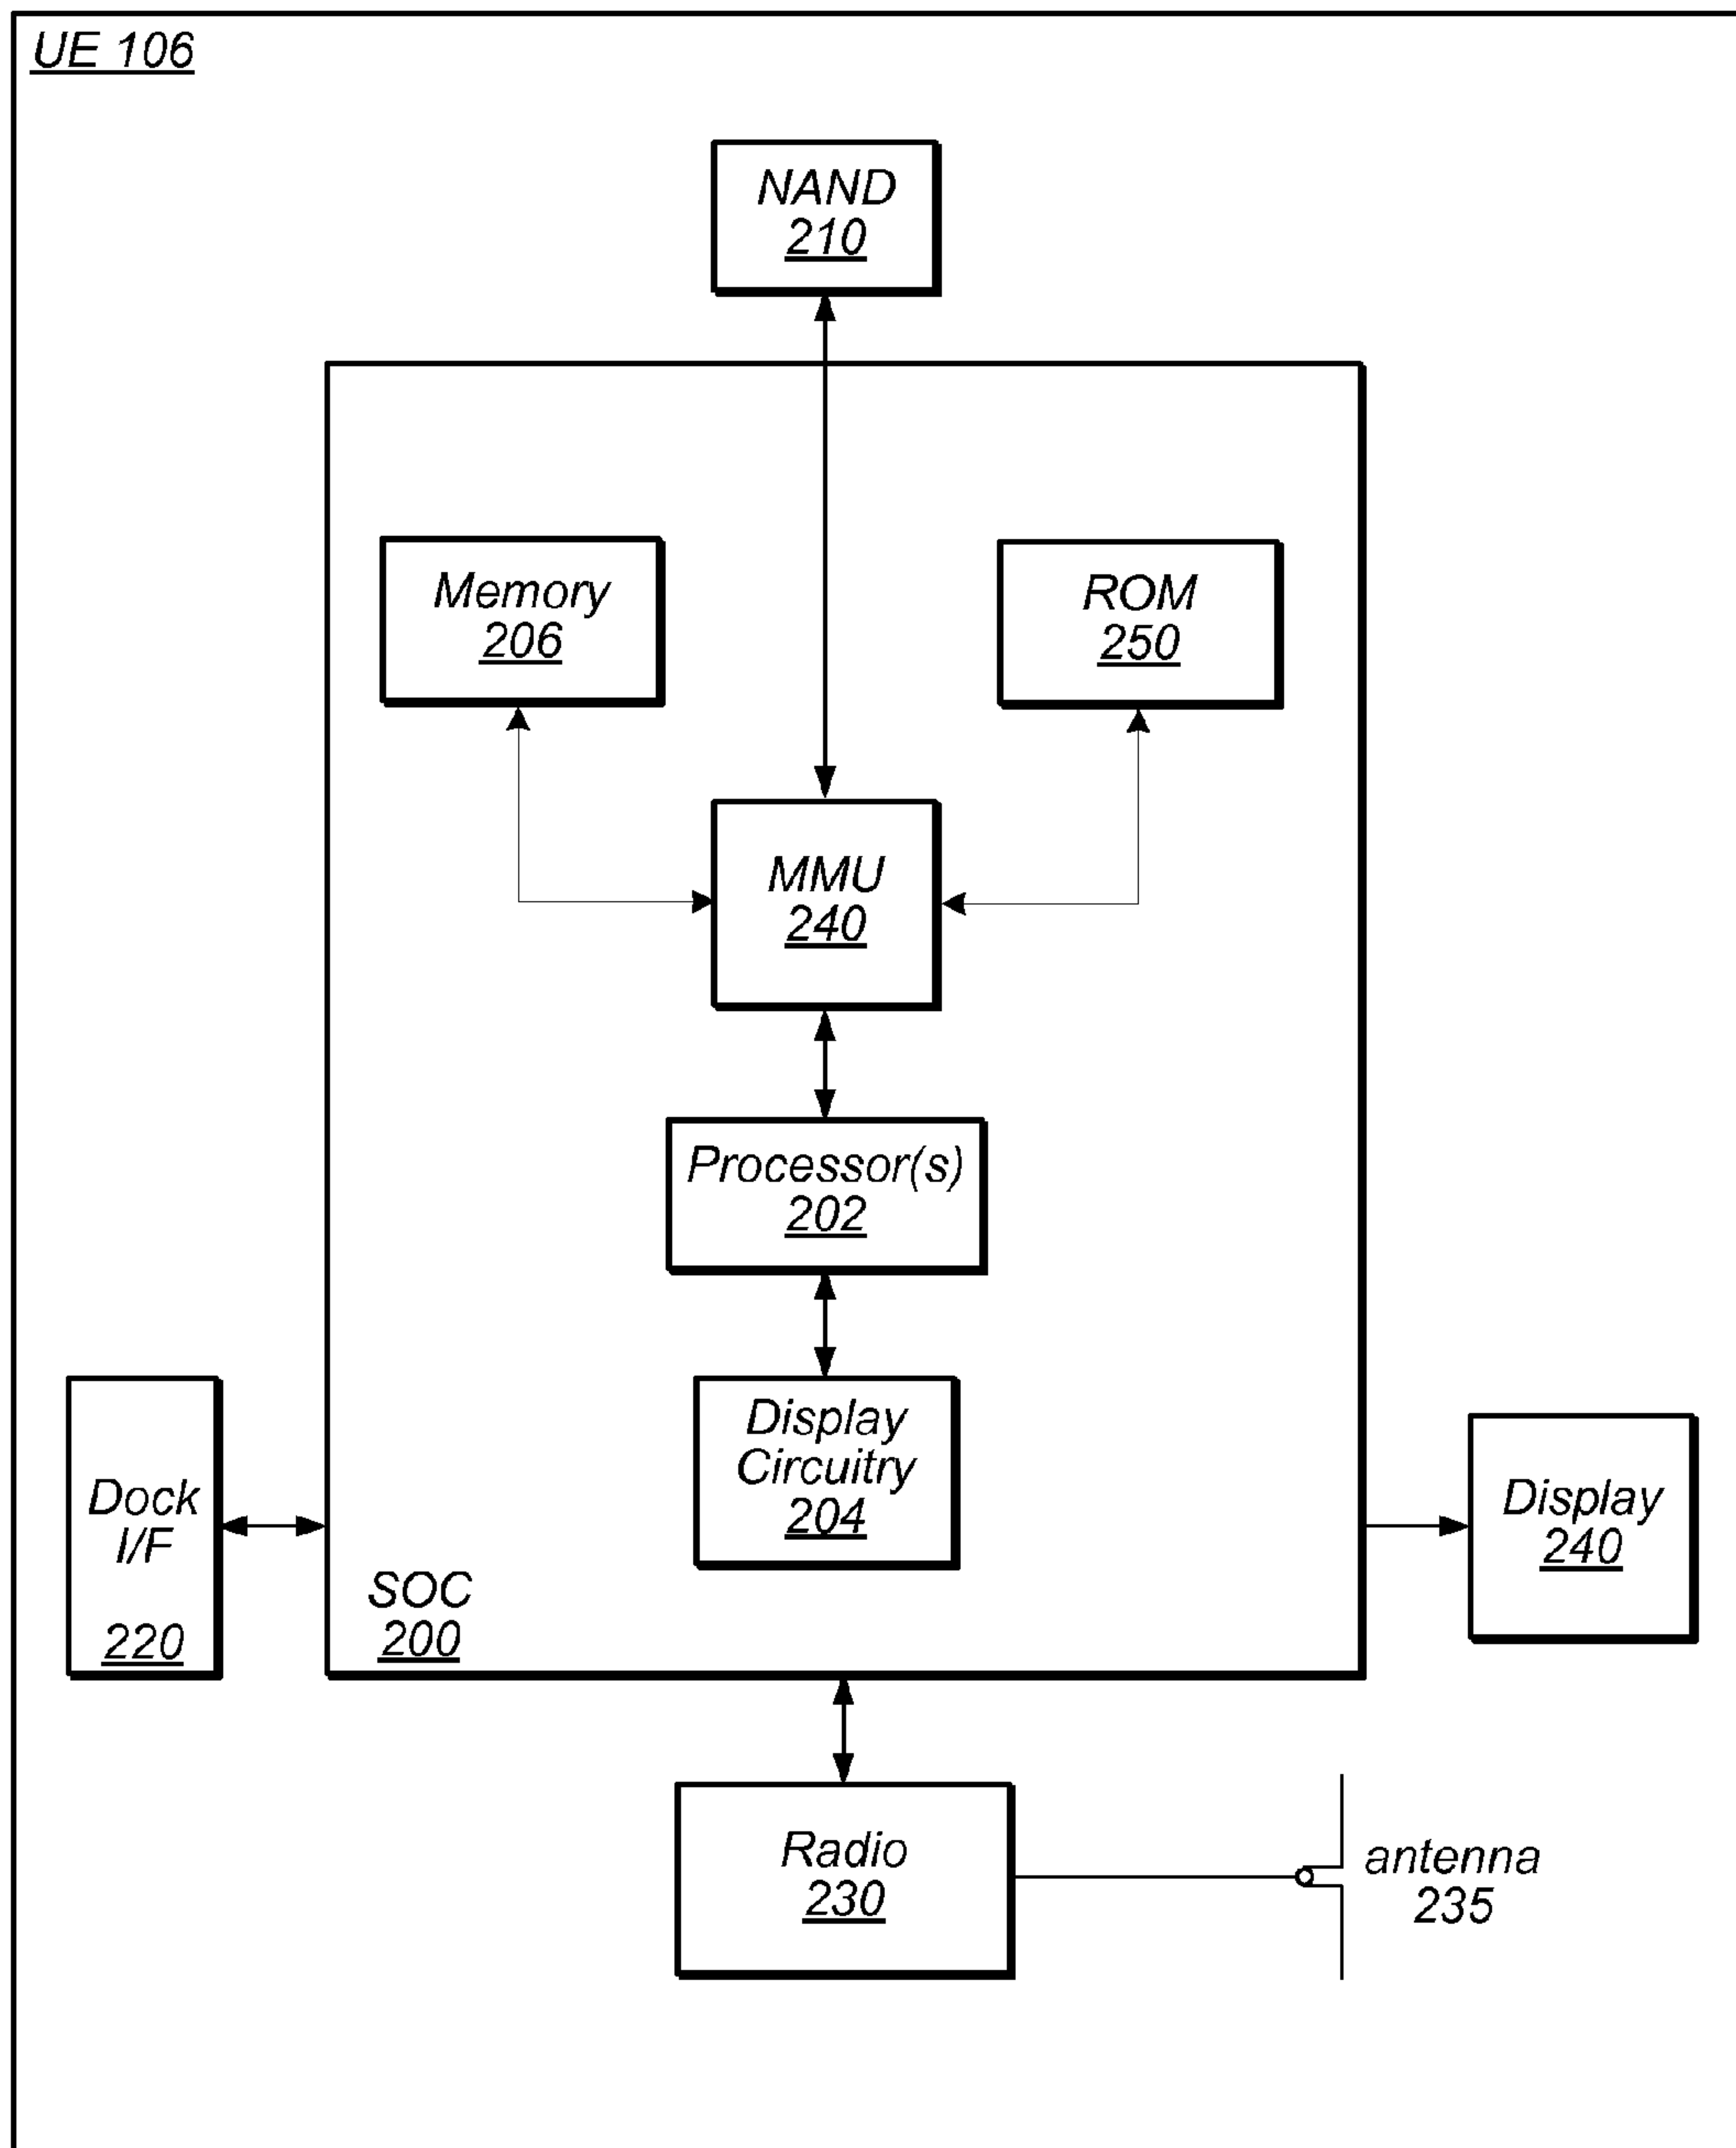 UE 106
NAND
210
Memory
206
ROM
250
MMU
240
Processor(s)
202
Display
Circuitry
204
Dock
I/F
220
SOC
200
Display
240
Radio
230
antenna
235